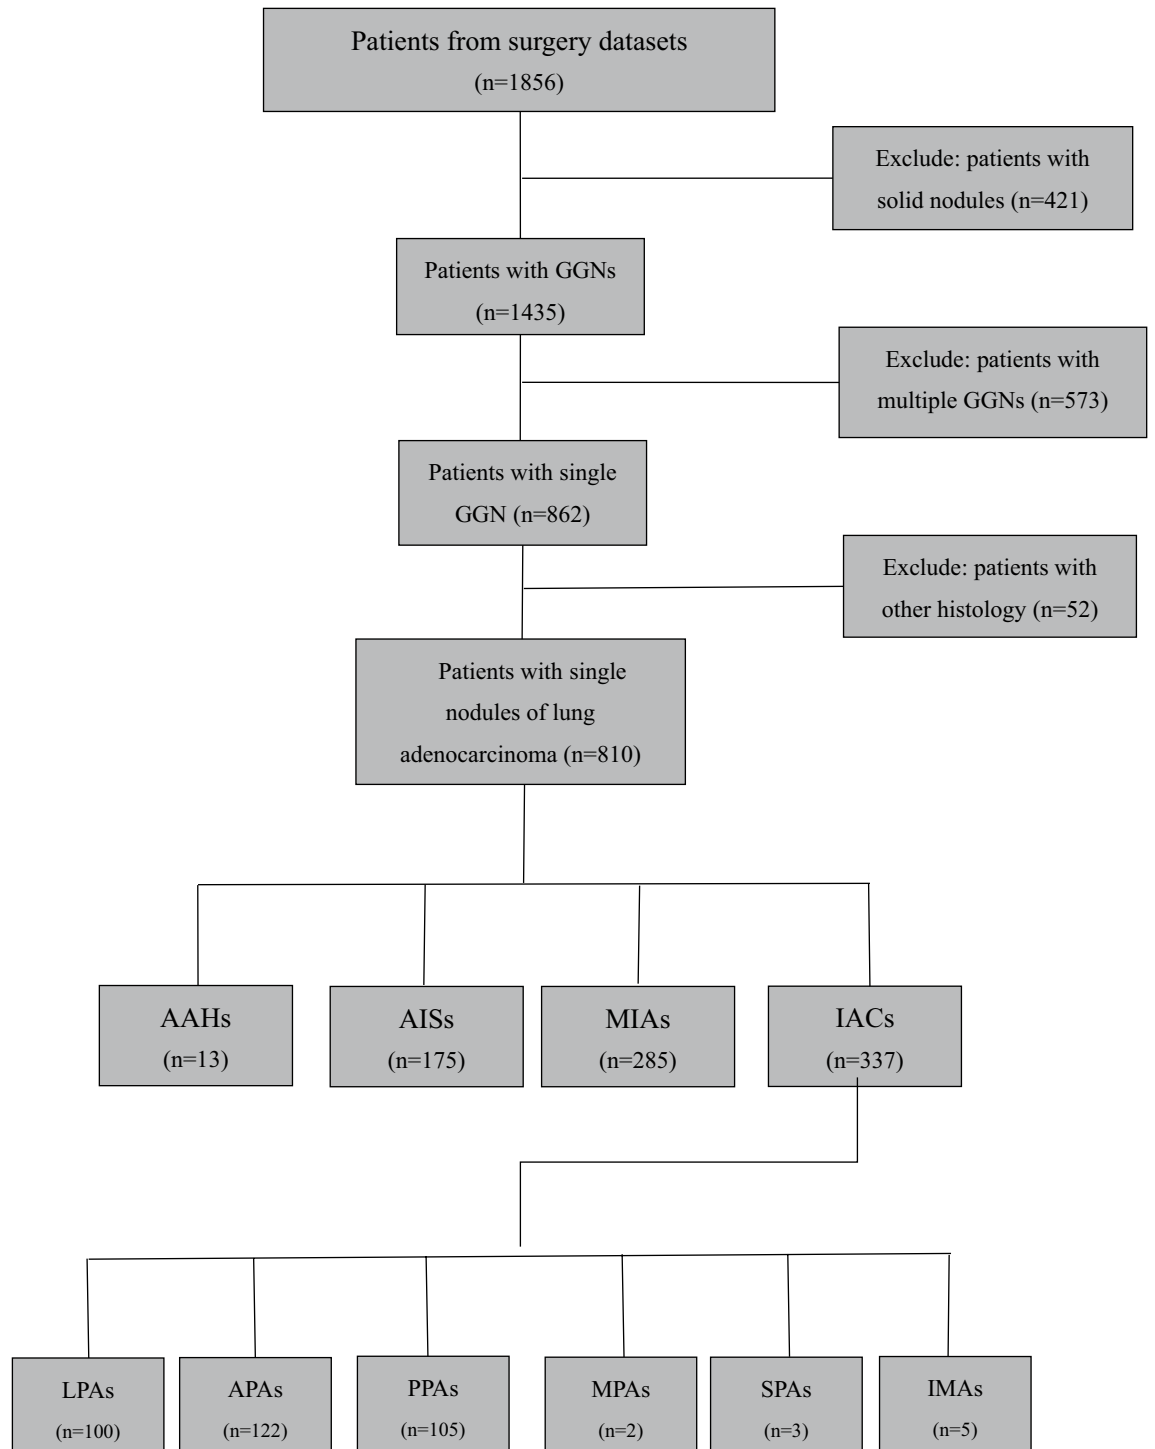 Patients from surgery datasets
(n=1856)
Exclude: patients with
solid nodules (n=421)
Patients with GGNs
(n=1435)
Exclude: patients with
multiple GGNs (n=573)
Patients with single
GGN (n=862)
Exclude: patients with
other histology (n=52)
Patients with single
nodules of lung
adenocarcinoma (n=810)
AAHs
(n=13)
AISs
(n=175)
MIAs
(n=285)
IACs
(n=337)
LPAs
(n=100)
APAs
(n=122)
PPAs
(n=105)
MPAs
(n=2)
SPAs
(n=3)
IMAs
(n=5)